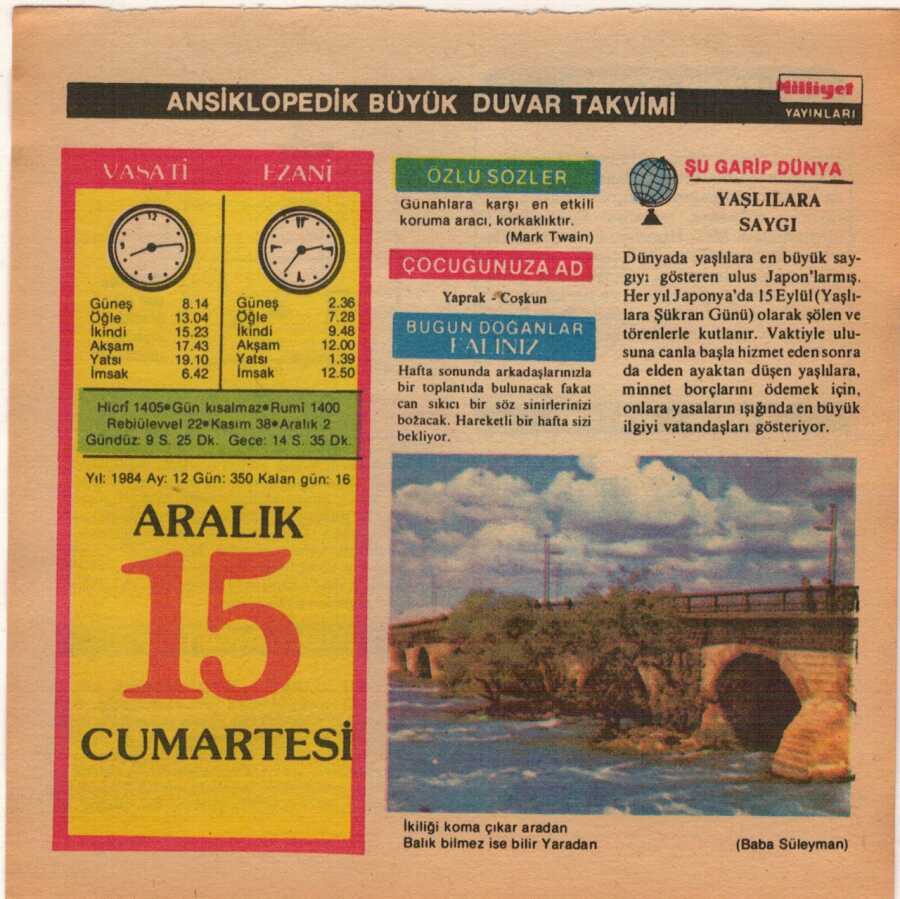 ANSİKLOPEDİK BÜYÜK DUVAR TAKVİMİ
Milliyet
YAYINLARI
VASATİ
EZANİ
Güneş 8.14
Öğle 13.04
İkindi 15.23
Akşam 17.43
Yatsı 19.10
İmsak 6.42
Güneş 2.36
Öğle 7.28
İkindi 9.48
Akşam 12.00
Yatsı 1.39
İmsak 12.50
Hicrî 1405•Gün kısalmaz•Rumi 1400
Rebiülevvel 22•Kasım 38•Aralık 2
Gündüz: 9 S. 25 Dk. Gece: 14 S. 35 Dk.
Yıl: 1984 Ay: 12 Gün: 350 Kalan gün: 16
ARALIK
15
CUMARTESİ
ÖZLÜ SÖZLER
Günahlara karşı en etkili
koruma aracı, korkaklıktır.
(Mark Twain)
ÇOCUĞUNUZA AD
Yaprak - Coşkun
BUGÜN DOĞANLAR
FALINIZ
Hafta sonunda arkadaşlarınızla
bir toplantıda bulunacak fakat
can sıkıcı bir söz sinirlerinizi
bozacak. Hareketli bir hafta sizi
bekliyor.
ŞU GARİP DÜNYA
YAŞLILARA
SAYGI
Dünyada yaşlılara en büyük say-
gıyı gösteren ulus Japon'larmış.
Her yıl Japonya'da 15 Eylül (Yaşlı-
lara Şükran Günü) olarak şölen ve
törenlerle kutlanır. Vaktiyle ulu-
suna canla başla hizmet eden sonra
da elden ayaktan düşen yaşlılara,
minnet borçlarını ödemek için,
onlara yasaların ışığında en büyük
ilgiyi vatandaşları gösteriyor.
İkiliği koma çıkar aradan
Balık bilmez ise bilir Yaradan
(Baba Süleyman)